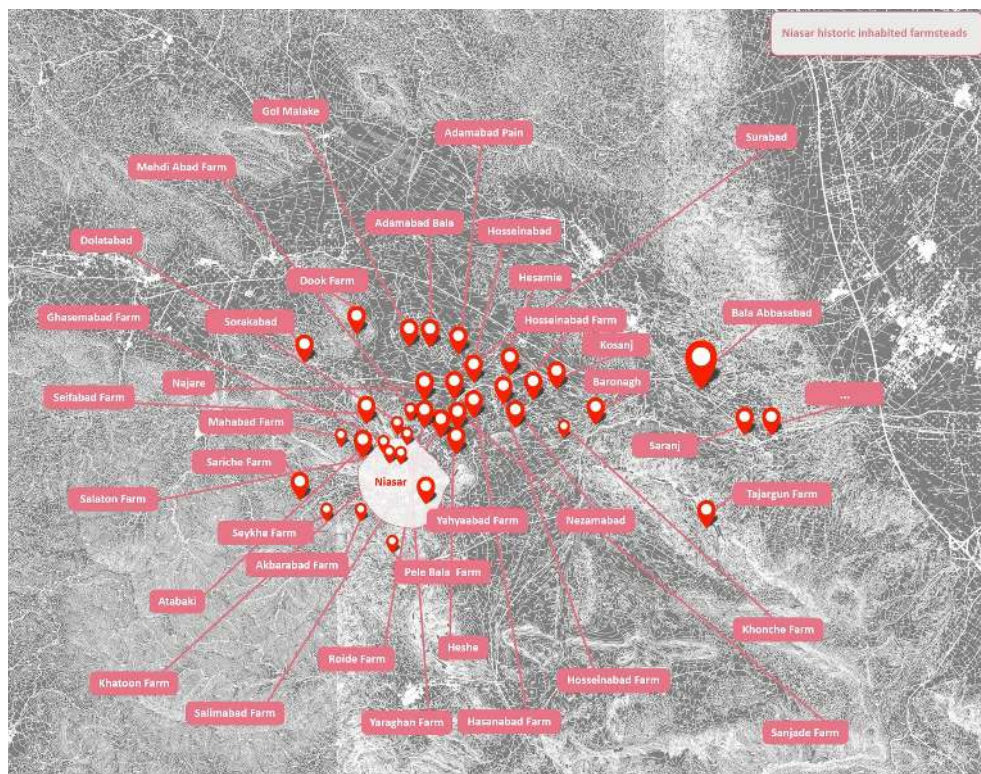 Niasar historic inhabited farmsteads
Gol Malake
Adamabad Pain
Surabad
Mehdi Abad Farm
Adamabad Bala
Hosseinabad
Dolatabad
Dook Farm
Hesamie
Ghasemabad Farm
Sorakabad
Hosseinabad Farm
Bala Abbasabad
Kosanj
Najare
Baronagh
Seifabad Farm
...
Mahabad Farm
Saranj
Sariche Farm
Niasar
Salaton Farm
Tajargun Farm
Seykhe Farm
Yahyaabad Farm
Nezamabad
Akbarabad Farm
Pele Bala Farm
Atabaki
Khonche Farm
Heshe
Roide Farm
Khatoon Farm
Hosseinabad Farm
Salimabad Farm
Yaraghan Farm
Hasanabad Farm
Sanjade Farm